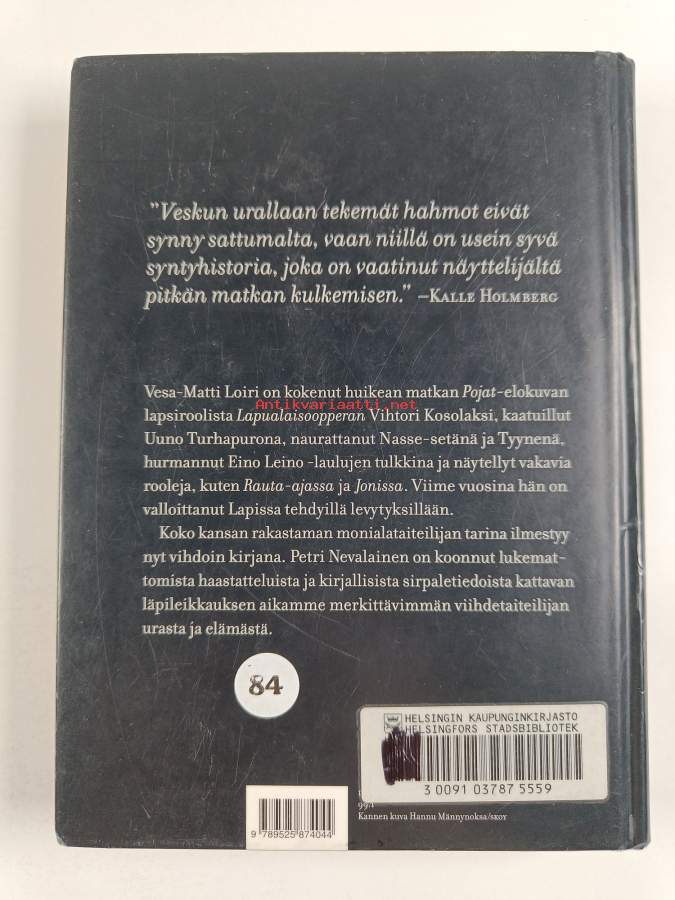 "Veskun urallaan tekemät hahmot eivät
synny sattumalta, vaan niillä on usein syvä
syntyhistoria, joka on vaatinut näyttelijältä
pitkän matkan kulkemisen." –KALLE HOLMBERG
Vesa-Matti Loiri on kokenut huikean matkan Pojat-elokuvan
lapsiroolista Lapualaisoopperan Vihtori Kosolaksi, kaatuillut
Antikvariaatti.net
Uuno Turhapurona, naurattanut Nasse-setänä ja Tyynenä,
hurmannut Eino Leino -laulujen tulkkina ja näytellyt vakavia
rooleja, kuten Rauta-ajassa ja Jonissa. Viime vuosina hän on
valloittanut Lapissa tehdyillä levytyksillään.
Koko kansan rakastaman monialataiteilijan tarina ilmestyy
nyt vihdoin kirjana. Petri Nevalainen on koonnut lukemat-
tomista haastatteluista ja kirjallisista sirpaletiedoista kattavan
läpileikkauksen aikamme merkittävimmän viihdetaiteilijan
urasta ja elämästä.
84
HELSINGIN KAUPUNGINKIRJASTO
HELSINGFORS STADSBIBLIOTEK
3 0091 03787 5559
99.1
Kannen kuva Hannu Männynoksa/SKOY
9 789525 874044